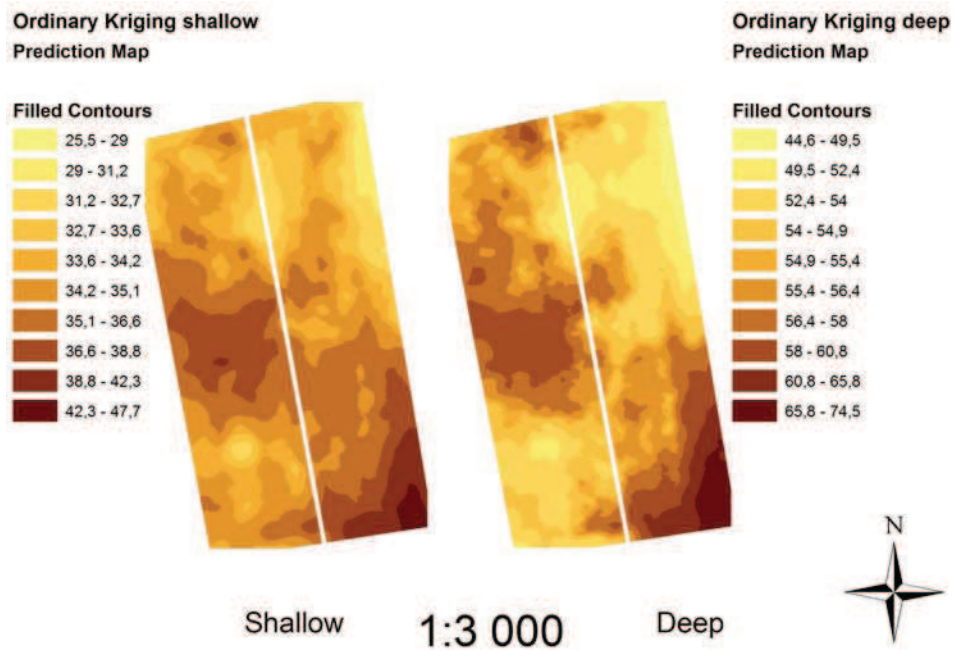 Ordinary Kriging shallow
Prediction Map
Filled Contours
25,5 - 29
29 - 31,2
31,2 - 32,7
32,7 - 33,6
33,6 - 34,2
34,2 - 35,1
35,1 - 36,6
36,6 - 38,8
38,8 - 42,3
42,3 - 47,7
Ordinary Kriging deep
Prediction Map
Filled Contours
44,6 - 49,5
49,5 - 52,4
52,4 - 54
54 - 54,9
54,9 - 55,4
55,4 - 56,4
56,4 - 58
58 - 60,8
60,8 - 65,8
65,8 - 74,5
N
Shallow 1:3 000 Deep